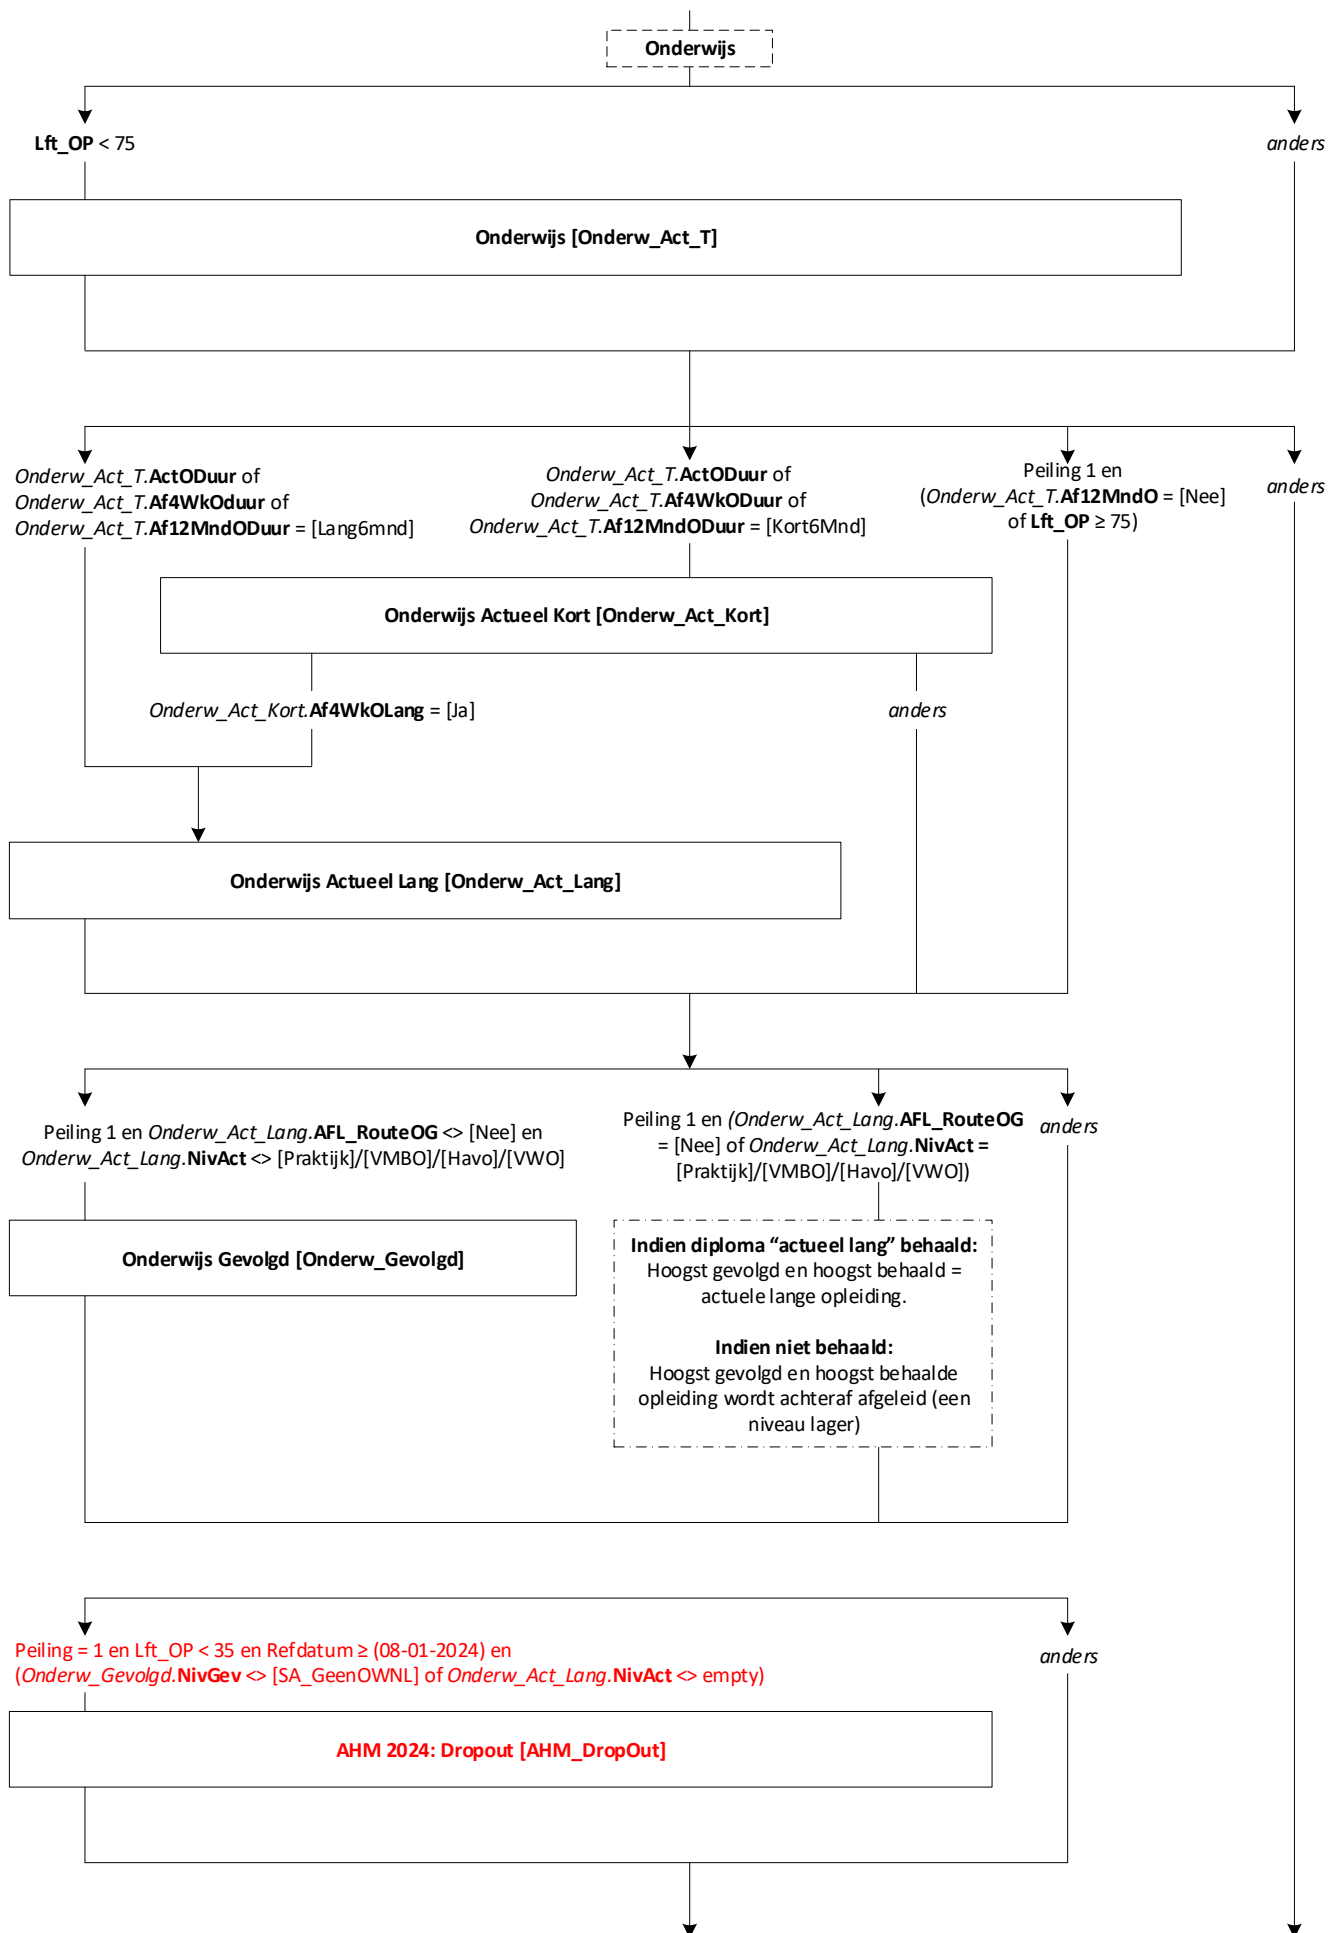 Onderwijs
Lft_OP < 75
anders
Onderwijs [Onderw_Act_T]
Onderw_Act_T.ActODuur of
Onderw_Act_T.Af4WkOduur of
Onderw_Act_T.Af12MndODuur = [Lang6mnd]
Onderw_Act_T.ActODuur of
Onderw_Act_T.Af4WkODuur of
Onderw_Act_T.Af12MndODuur = [Kort6Mnd]
Peiling 1 en
(Onderw_Act_T.Af12MndO = [Nee]
of Lft_OP ≥ 75)
anders
Onderwijs Actueel Kort [Onderw_Act_Kort]
Onderw_Act_Kort.Af4WkOLang = [Ja]
anders
Onderwijs Actueel Lang [Onderw_Act_Lang]
Peiling 1 en Onderw_Act_Lang.AFL_RouteOG <> [Nee] en
Onderw_Act_Lang.NivAct <> [Praktijk]/[VMBO]/[Havo]/[VWO]
Peiling 1 en (Onderw_Act_Lang.AFL_RouteOG
= [Nee] of Onderw_Act_Lang.NivAct =
[Praktijk]/[VMBO]/[Havo]/[VWO])
anders
Onderwijs Gevolgd [Onderw_Gevolgd]
Indien diploma “actueel lang” behaald:
Hoogst gevolgd en hoogst behaald =
actuele lange opleiding.
Indien niet behaald:
Hoogst gevolgd en hoogst behaalde
opleiding wordt achteraf afgeleid (een
niveau lager)
Peiling = 1 en Lft_OP < 35 en Refdatum ≥ (08-01-2024) en
(Onderw_Gevolgd.NivGev <> [SA_GeenOWNL] of Onderw_Act_Lang.NivAct <> empty)
anders
AHM 2024: Dropout [AHM_DropOut]